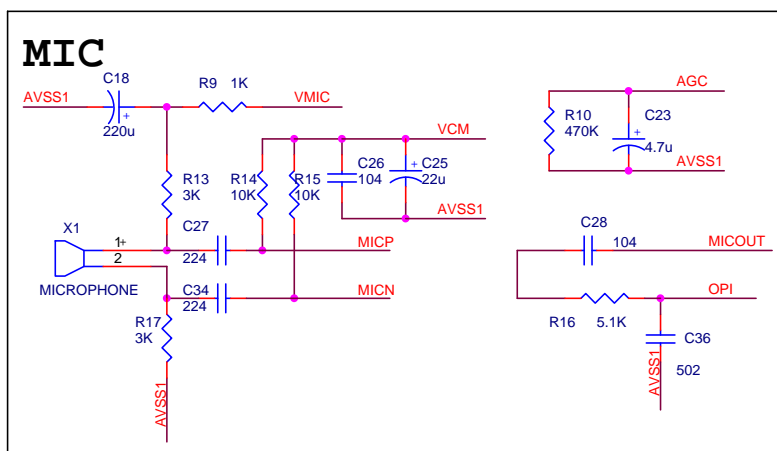 MIC
C18
AVSS1
+
220u
R9 1K
VMIC
VCM
R13
3K
R14
10K
R15
10K
C26
104
+
C25
22u
AVSS1
X1
1+
2
MICROPHONE
C27
224
MICP
C34
224
MICN
R17
3K
AVSS1
AGC
R10
470K
+
C23
4.7u
AVSS1
C28
104
MICOUT
OPI
R16 5.1K
C36
502
AVSS1